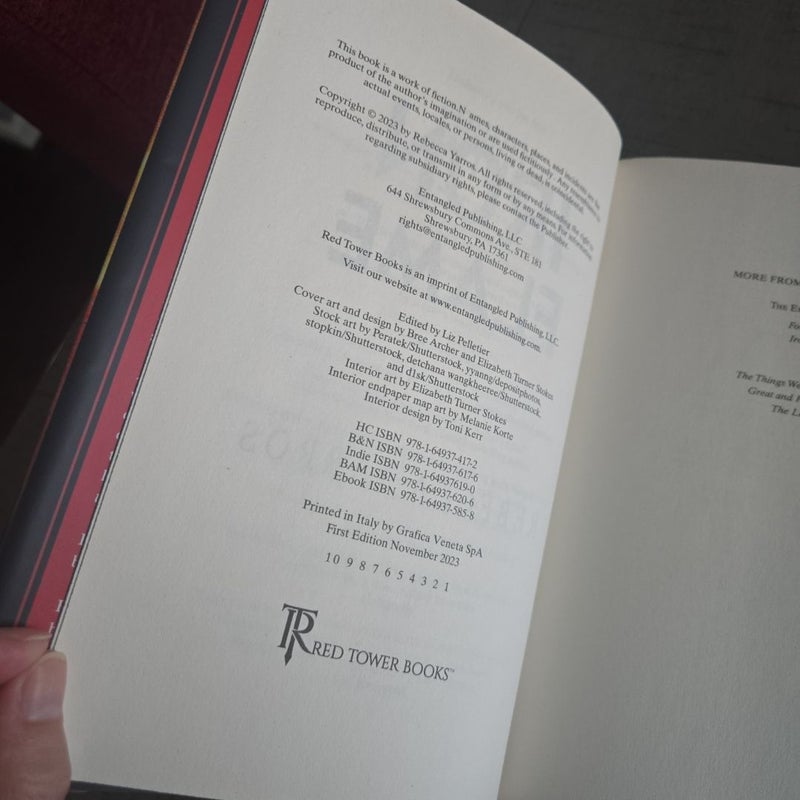 This book is a work of fiction.N ames, characters, places, and incidents are the
product of the author's imagination or are used fictitiously. Any resemblance to
actual events, locales, or persons, living or dead, is coincidental.
Copyright © 2023 by Rebecca Yarros. All rights reserved, including the right to
reproduce, distribute, or transmit in any form or by any means. For information
regarding subsidiary rights, please contact the Publisher.
Entangled Publishing, LLC
644 Shrewsbury Commons Ave., STE 181
Shrewsbury, PA 17361
rights@entangledpublishing.com
Red Tower Books is an imprint of Entangled Publishing, LLC.
Visit our website at www.entangledpublishing.com.
Edited by Liz Pelletier
Cover art and design by Bree Archer and Elizabeth Turner Stokes
Stock art by Peratek/Shutterstock, yyanng/depositphotos,
stopkin/Shutterstock, detchana wangkheeree/Shutterstock,
and d1sk/Shutterstock
Interior art by Elizabeth Turner Stokes
Interior endpaper map art by Melanie Korte
Interior design by Toni Kerr
HC ISBN 978-1-64937-417-2
B&N ISBN 978-1-64937-617-6
Indie ISBN 978-1-64937619-0
BAM ISBN 978-1-64937-620-6
Ebook ISBN 978-1-64937-585-8
Printed in Italy by Grafica Veneta SpA
First Edition November 2023
10 9 8 7 6 5 4 3 2 1
TR RED TOWER BOOKS™
MORE FROM
THE
The Things We
Great and
The